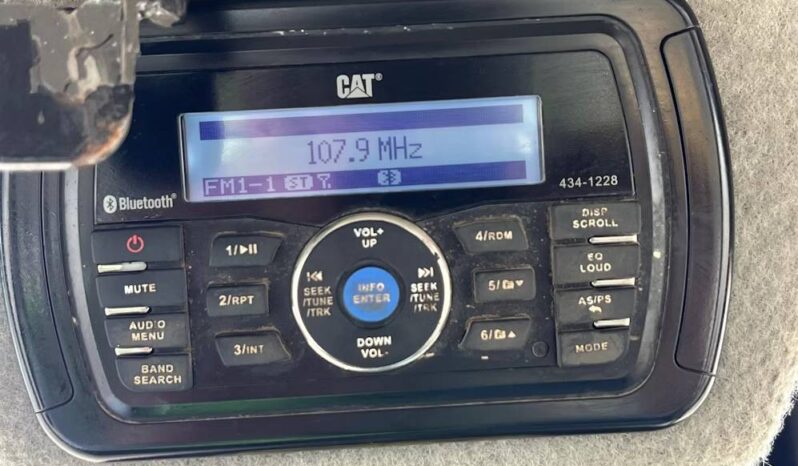 CAT®
107.9 MHz
FM1-1 ST
434-1228
Bluetooth®
MUTE
AUDIO
MENU
BAND
SEARCH
1/
2/RPT
3/INT
VOL+
UP
SEEK
/TUNE
/TRK
INFO
ENTER
SEEK
/TUNE
/TRK
DOWN
VOL-
4/RDM
5/
6/
DISP
SCROLL
EQ
LOUD
AS/PS
MODE